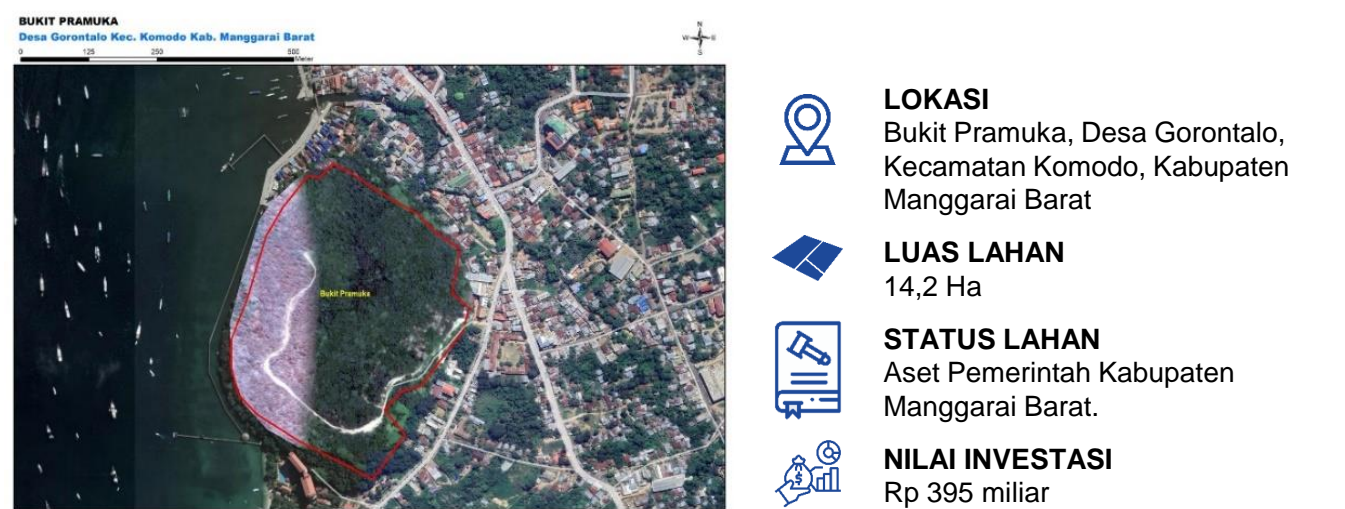 BUKIT PRAMUKA
Desa Gorontalo Kec. Komodo Kab. Manggarai Barat
0 125 250 500
Meter
N
W E
S
Bukit Pramuka
LOKASI
Bukit Pramuka, Desa Gorontalo,
Kecamatan Komodo, Kabupaten
Manggarai Barat
LUAS LAHAN
14,2 Ha
STATUS LAHAN
Aset Pemerintah Kabupaten
Manggarai Barat.
NILAI INVESTASI
Rp 395 miliar